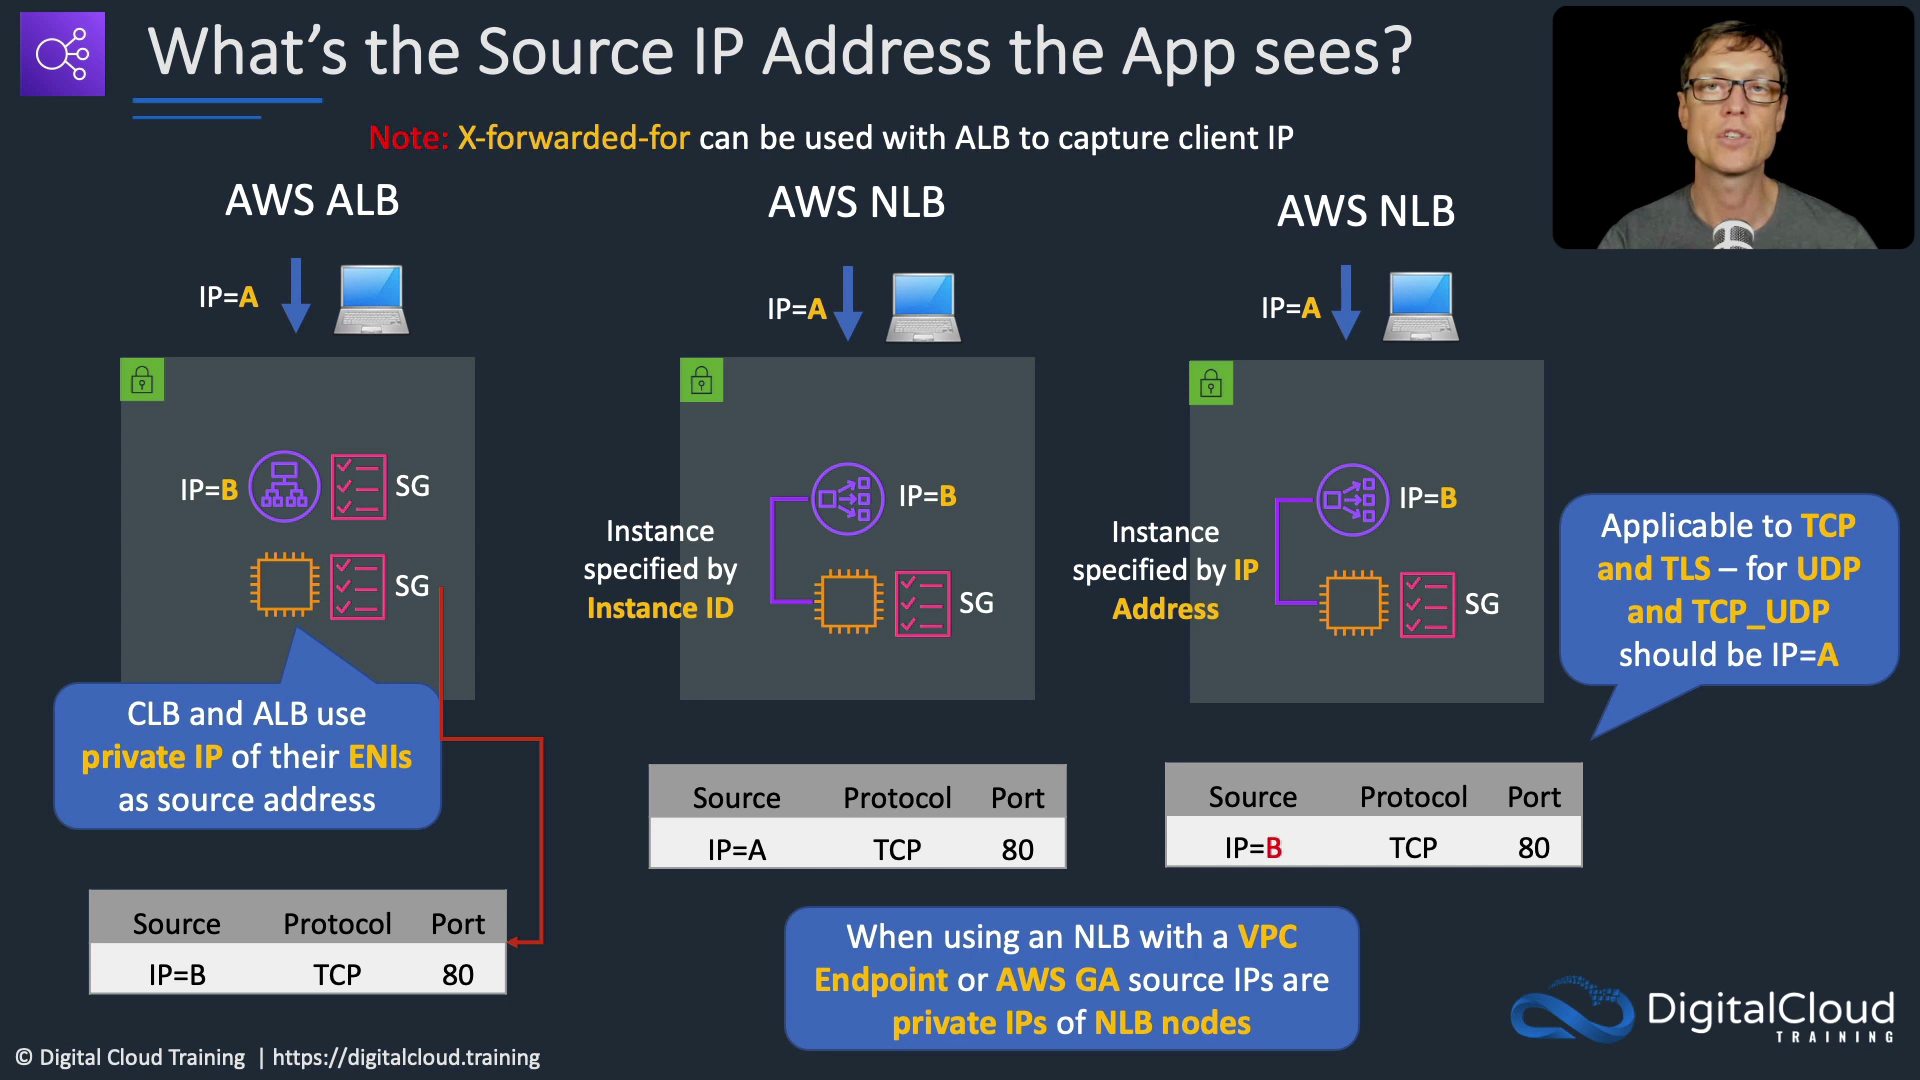 What's the Source IP Address the App sees?
Note: X-forwarded-for can be used with ALB to capture client IP
AWS ALB
IP=A
IP=B
SG
SG
CLB and ALB use
private IP of their ENIs
as source address
Source Protocol Port
IP=B TCP 80
AWS NLB
IP=A
IP=B
Instance
specified by
Instance ID
SG
Source Protocol Port
IP=A TCP 80
AWS NLB
IP=A
IP=B
Instance
specified by IP
Address
SG
Applicable to TCP
and TLS – for UDP
and TCP_UDP
should be IP=A
Source Protocol Port
IP=B TCP 80
When using an NLB with a VPC
Endpoint or AWS GA source IPs are
private IPs of NLB nodes
DigitalCloud
TRAINING
© Digital Cloud Training | https://digitalcloud.training